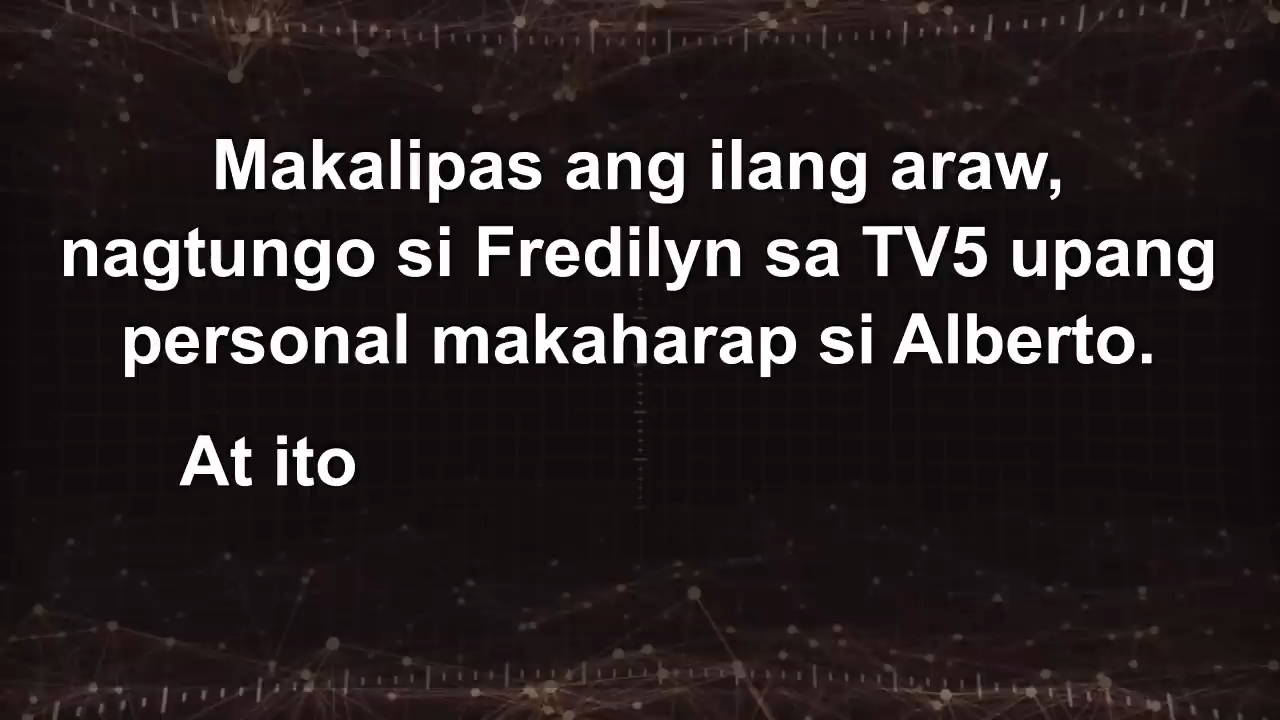 Makalipas ang ilang araw,
nagtungo si Fredilyn sa TV5 upang
personal makaharap si Alberto.
At ito